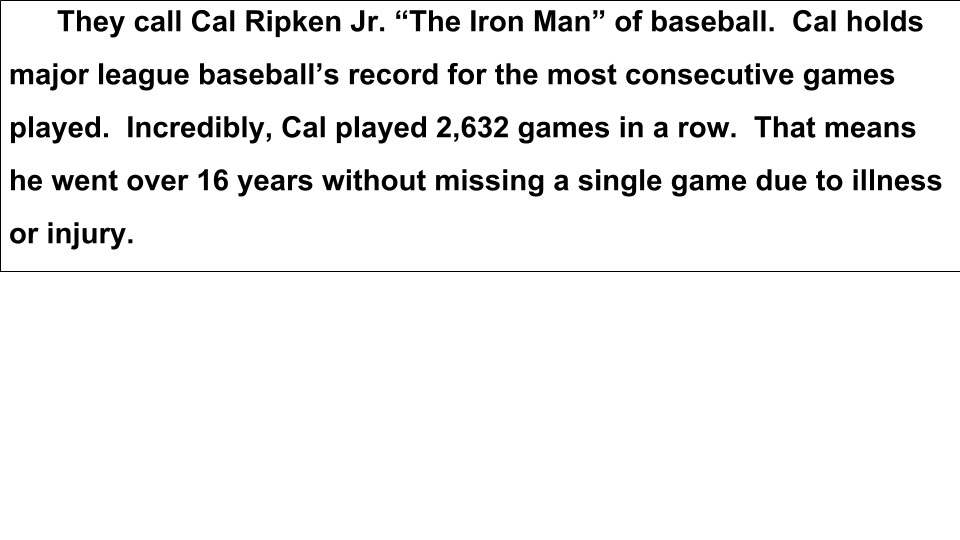 They call Cal Ripken Jr. “The Iron Man” of baseball.  Cal holds
major league baseball’s record for the most consecutive games
played.  Incredibly, Cal played 2,632 games in a row.  That means
he went over 16 years without missing a single game due to illness
or injury.